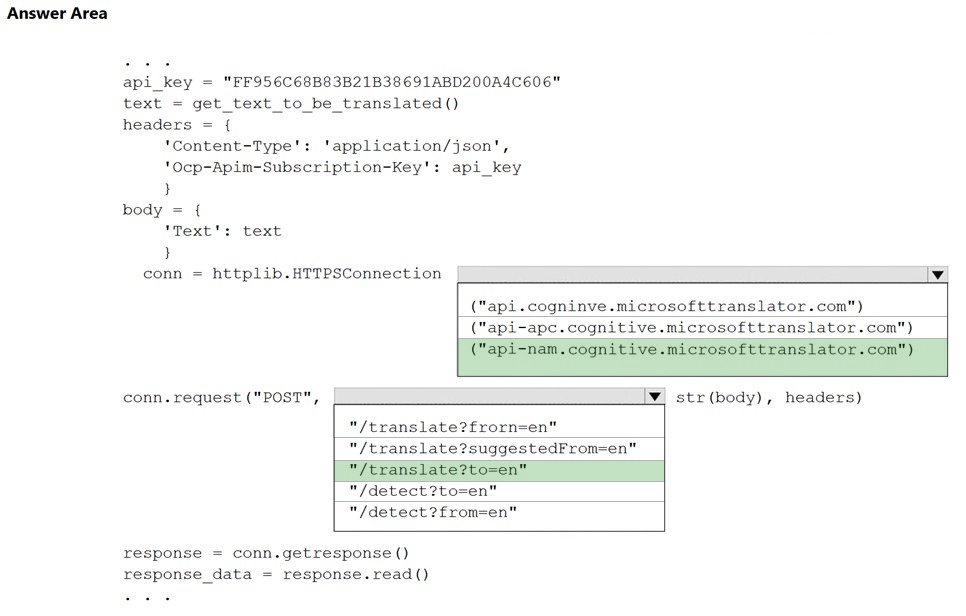 Answer Area
. . .
api_key = "FF956C68B83B21B38691ABD200A4C606"
text = get_text_to_be_translated()
headers = {
'Content-Type': 'application/json',
'Ocp-Apim-Subscription-Key': api_key
}
body = {
'Text': text
}
conn = httplib.HTTPSConnection
("api.cogninve.microsofttranslator.com")
("api-apc.cognitive.microsofttranslator.com")
("api-nam.cognitive.microsofttranslator.com")
conn.request("POST", str(body), headers)
"/translate?frorn=en"
"/translate?suggestedFrom=en"
"/translate?to=en"
"/detect?to=en"
"/detect?from=en"
response = conn.getresponse()
response_data = response.read()
. . .